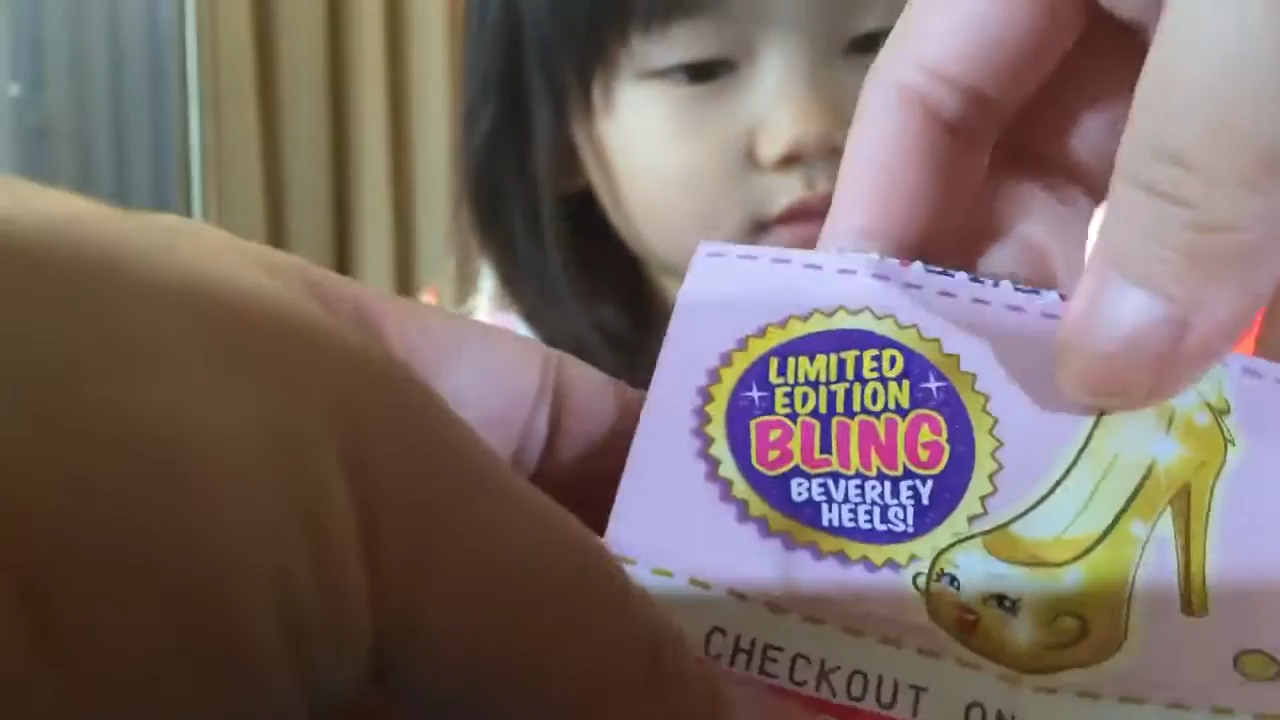 LIMITED
EDITION
BLING
BEVERLEY
HEELS!
CHECKOUT